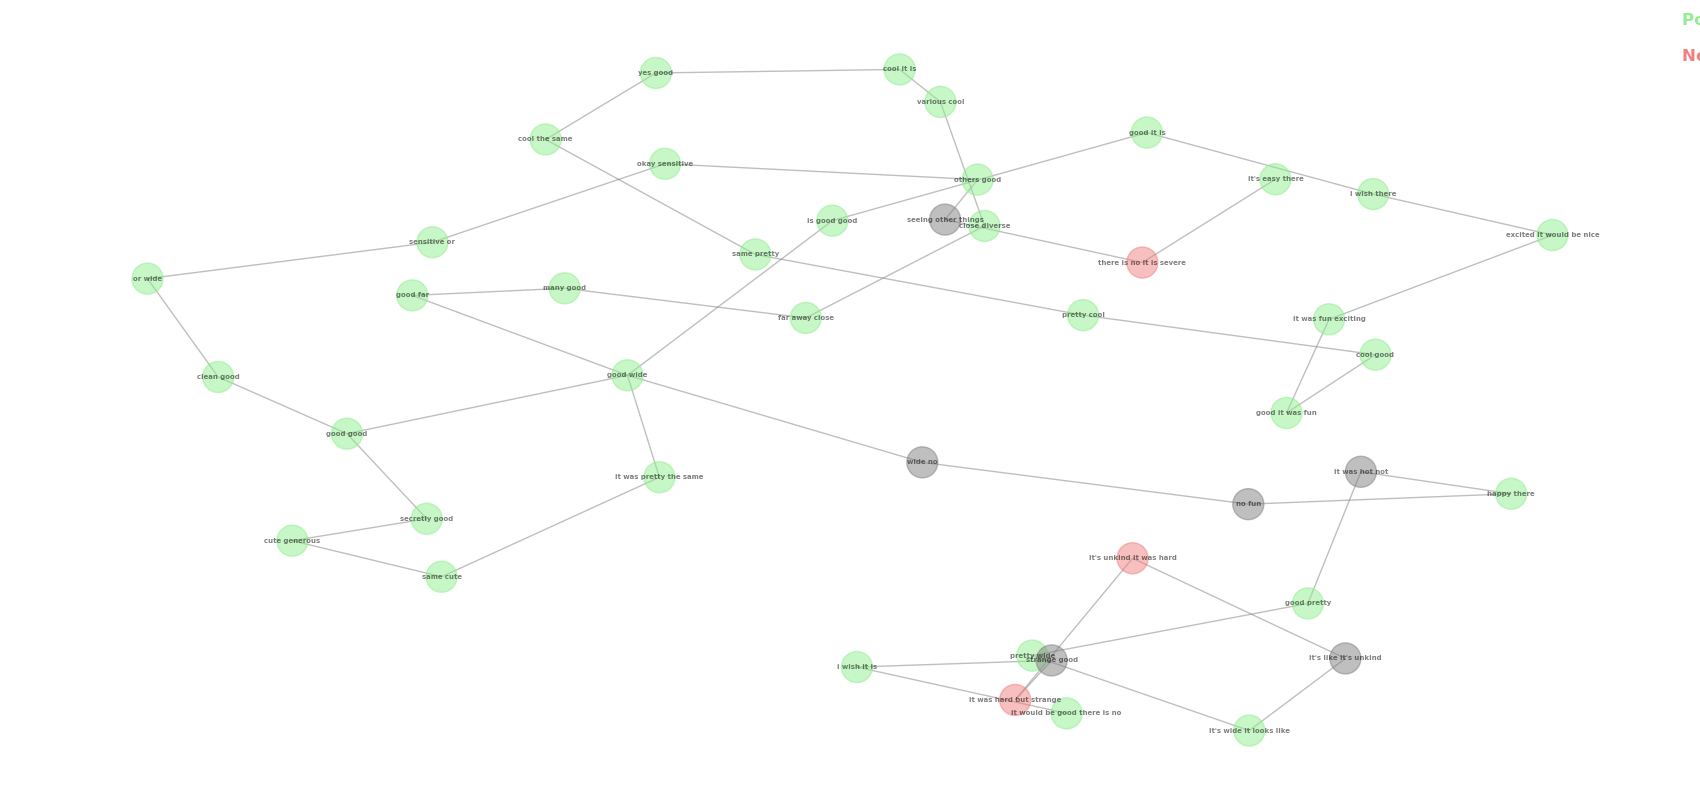 Po
Ne
cool it is
yes good
various cool
good it is
cool the same
okay sensitive
it's easy there
others good
I wish there
is good good
seeing other things
close diverse
excited it would be nice
sensitive or
same pretty
there is no it is severe
or wide
many good
good far
pretty cool
far away close
it was fun exciting
cool good
good wide
clean good
good it was fun
good good
wide no
it was hot not
it was pretty the same
happy there
no fun
secretly good
cute generous
it's unkind it was hard
same cute
good pretty
pretty wide
strange good
it's like it's unkind
I wish it is
it was hard but strange
it would be good there is no
it's wide it looks like